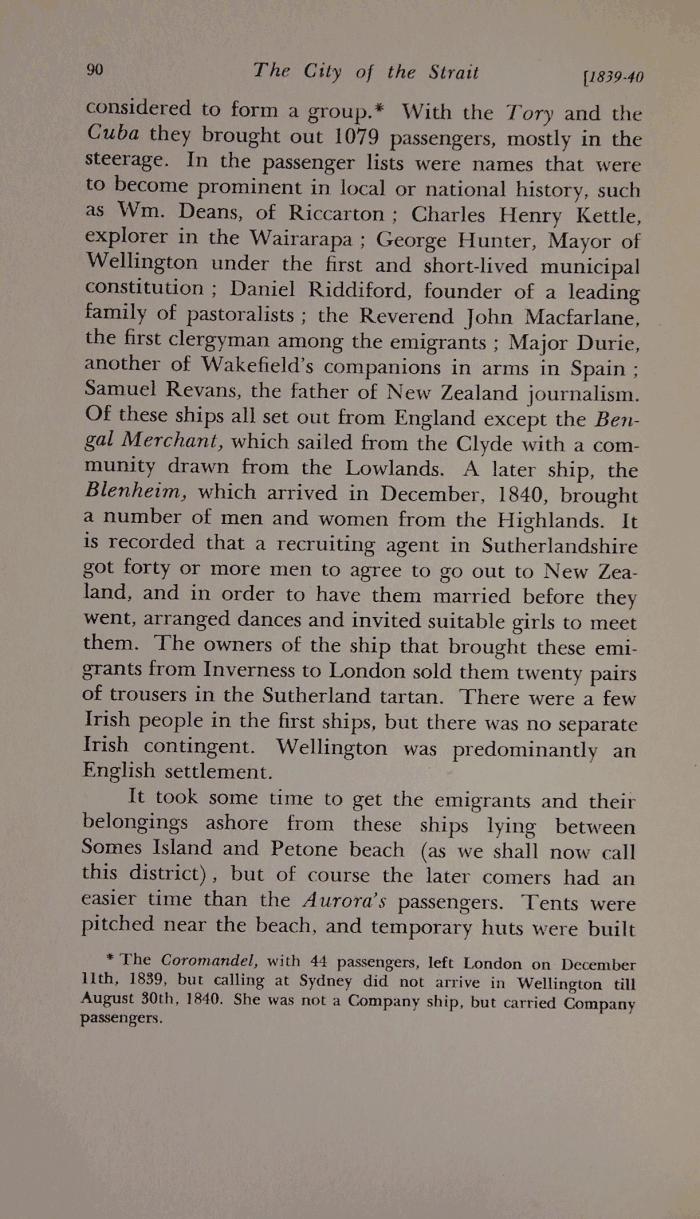 90 The City of the Strait [1839-40
considered to form a group.* With the Tory and the
Cuba they brought out 1079 passengers, mostly in the
steerage. In the passenger lists were names that were
to become prominent in local or national history, such
as Wm. Deans, of Riccarton ; Charles Henry Kettle,
explorer in the Wairarapa ; George Hunter, Mayor of
Wellington under the first and short-lived municipal
constitution ; Daniel Riddiford, founder of a leading
family of pastoralists ; the Reverend John Macfarlane,
the first clergyman among the emigrants ; Major Durie,
another of Wakefield's companions in arms in Spain ;
Samuel Revans, the father of New Zealand journalism.
Of these ships all set out from England except the Ben-
gal Merchant, which sailed from the Clyde with a com-
munity drawn from the Lowlands. A later ship, the
Blenheim, which arrived in December, 1840, brought
a number of men and women from the Highlands. It
is recorded that a recruiting agent in Sutherlandshire
got forty or more men to agree to go out to New Zea-
land, and in order to have them married before they
went, arranged dances and invited suitable girls to meet
them. The owners of the ship that brought these emi-
grants from Inverness to London sold them twenty pairs
of trousers in the Sutherland tartan. There were a few
Irish people in the first ships, but there was no separate
Irish contingent. Wellington was predominantly an
English settlement.
It took some time to get the emigrants and their
belongings ashore from these ships lying between
Somes Island and Petone beach (as we shall now call
this district), but of course the later comers had an
easier time than the Aurora's passengers. Tents were
pitched near the beach, and temporary huts were built
* The Coromandel, with 44 passengers, left London on December
11th, 1839, but calling at Sydney did not arrive in Wellington till
August 30th, 1840. She was not a Company ship, but carried Company
passengers.